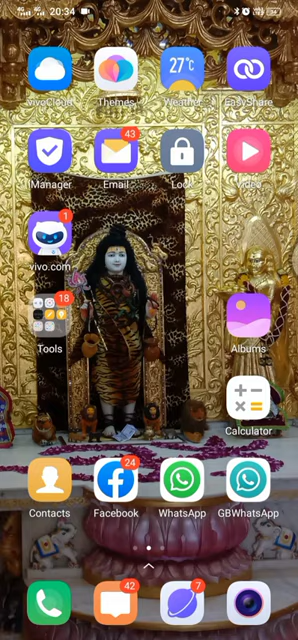 20:34
27°C
vivoCloud Themes Weather EasyShare
43
iManager Email Lock Video
1
vivo.com
18
Tools Albums
Calculator
24
Contacts Facebook WhatsApp GBWhatsApp
42 7